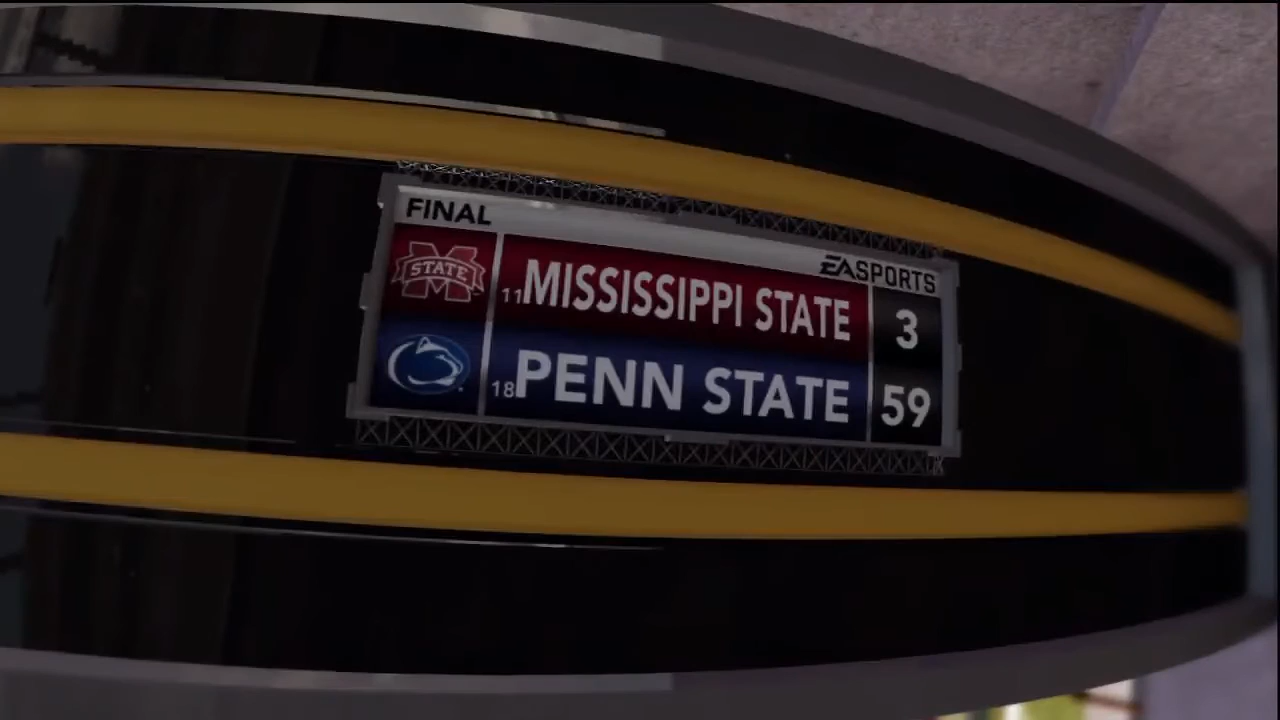 FINAL
EA SPORTS
STATE
11 MISSISSIPPI STATE 3
18 PENN STATE 59